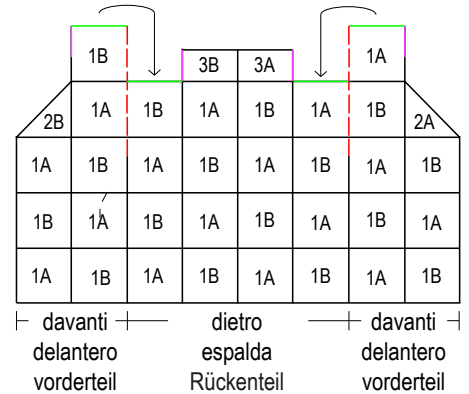 1B 3B 3A 1A
2B 1A 1B 1A 1B 1A 1B 2A
1A 1B 1A 1B 1A 1B 1A 1B
1B 1A 1B 1A 1B 1A 1B 1A
1A 1B 1A 1B 1A 1B 1A 1B
davanti dietro davanti
delantero espalda delantero
vorderteil Rückenteil vorderteil